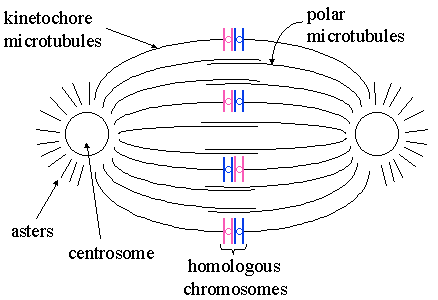 kinetochore
microtubules
polar
microtubules
asters
centrosome
homologous
chromosomes